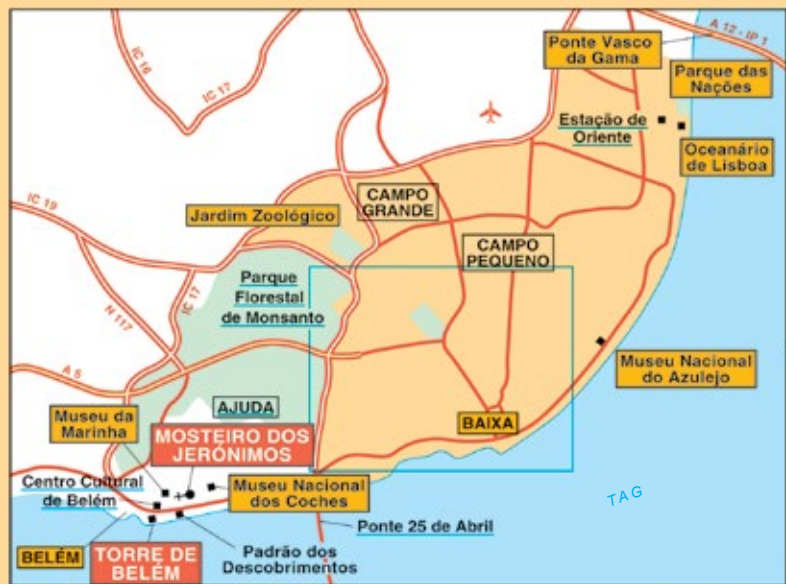 A 12 - IP 1
Ponte Vasco
da Gama
IC 16
IC 17
Parque das
Nações
Estação de
Oriente
Oceanário
de Lisboa
CAMPO
GRANDE
IC 19
Jardim Zoológico
CAMPO
PEQUENO
Parque
Florestal
de Monsanto
IC 17
N 117
Museu Nacional
do Azulejo
A 5
AJUDA
Museu da
Marinha
BAIXA
MOSTEIRO DOS
JERÓNIMOS
Centro Cultural
de Belém
Museu Nacional
dos Coches
TAG
Ponte 25 de Abril
BELÉM
TORRE DE
BELÉM
Padrão dos
Descobrimentos